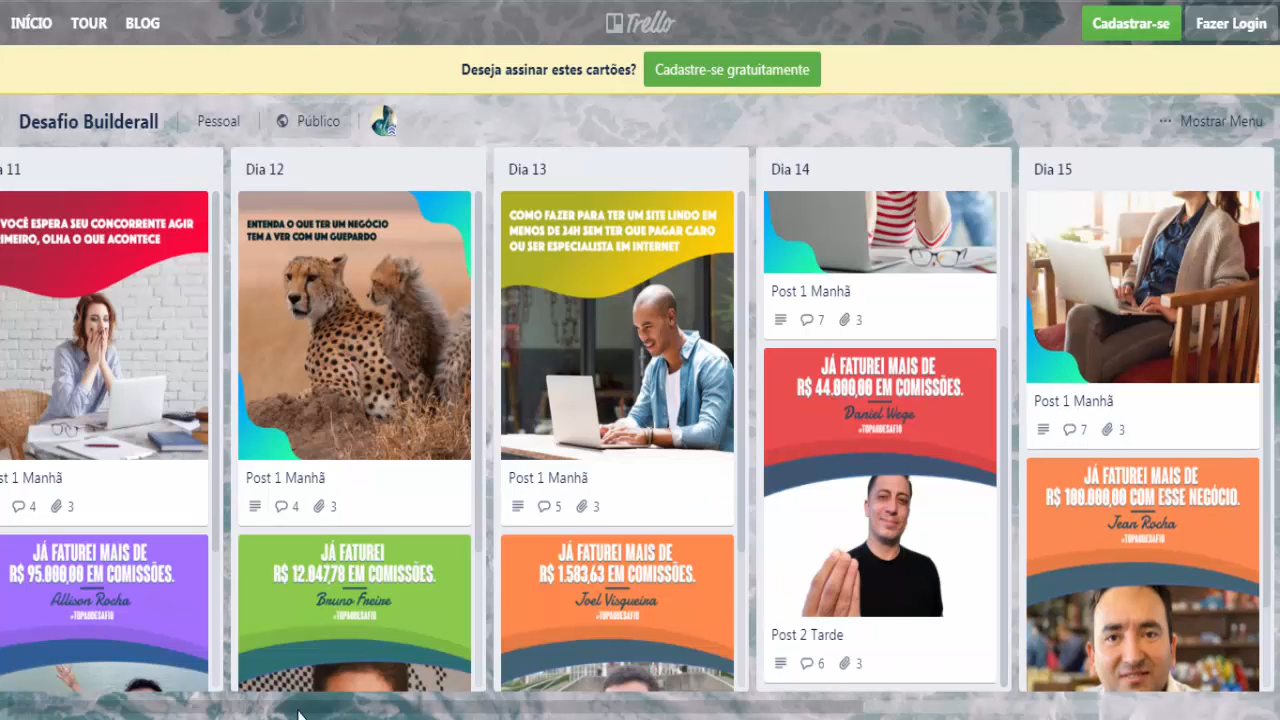 INÍCIO TOUR BLOG
Trello
Cadastrar-se Fazer Login
Deseja assinar estes cartões? Cadastre-se gratuitamente
Desafio Builderall Pessoal Público ··· Mostrar Menu
11
VOCÊ ESPERA SEU CONCORRENTE AGIR
OLHA O QUE ACONTECE
Manhã
4 3
JÁ FATUREI MAIS DE
R$ 95.000,00 EM COMISSÕES.
Allison Rocha
#TOPAODESAFIO
Dia 12
ENTENDA O QUE TER UM NEGÓCIO
TEM A VER COM UM GUEPARDO
Post 1 Manhã
4 3
JÁ FATUREI
R$ 12.047,78 EM COMISSÕES.
Bruno Freire
#TOPAODESAFIO
Dia 13
COMO FAZER PARA TER UM SITE LINDO EM
MENOS DE 24H SEM TER QUE PAGAR CARO
OU SER ESPECIALISTA EM INTERNET
Post 1 Manhã
5 3
JÁ FATUREI MAIS DE
R$ 1.583,63 EM COMISSÕES.
Joel Visgueira
#TOPAODESAFIO
Dia 14
Post 1 Manhã
7 3
JÁ FATUREI MAIS DE
R$ 44.000,00 EM COMISSÕES.
Daniel Wege
#TOPAODESAFIO
Post 2 Tarde
6 3
Dia 15
Post 1 Manhã
7 3
JÁ FATUREI MAIS DE
R$ 100.000,00 COM ESSE NEGÓCIO.
Jean Rocha
#TOPAODESAFIO